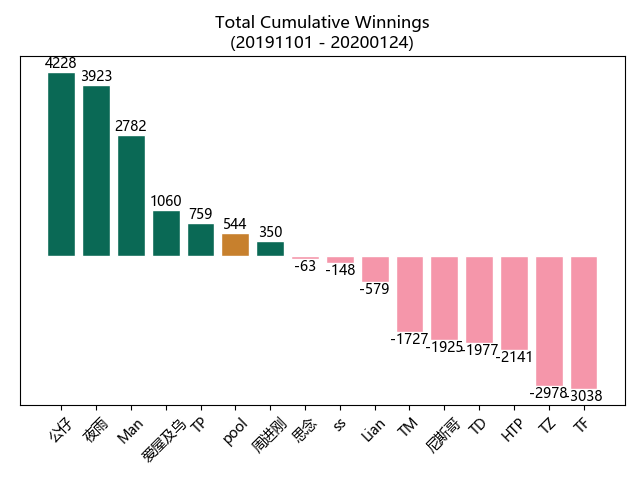 Total Cumulative Winnings
(20191101 - 20200124)
4228
3923
2782
1060
759
544
350
-63
-148
-579
-1727
-1925
-1977
-2141
-2978
-3038
公仔
夜雨
Man
爱屋及乌
TP
pool
周进刚
思念
ss
Lian
TM
尼斯哥
TD
HTP
TZ
TF